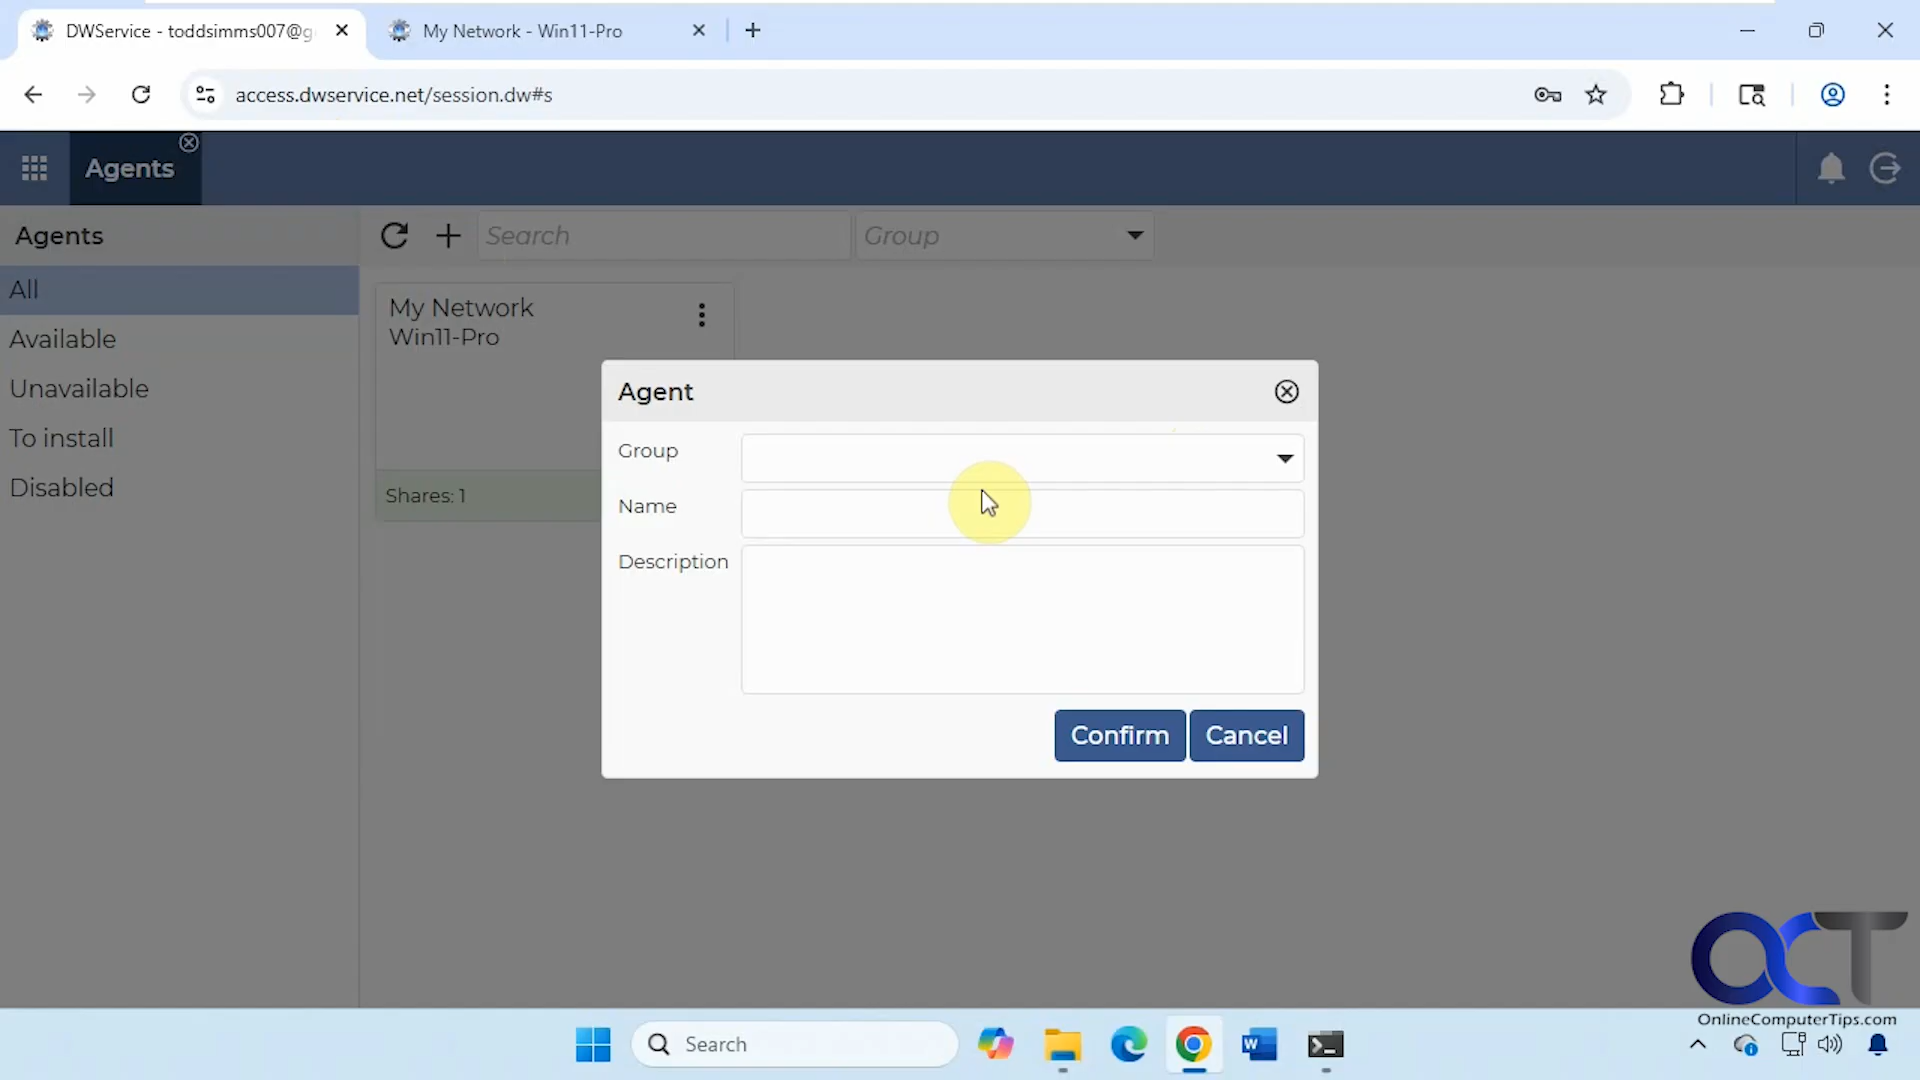 DWService - toddsimms007@g
My Network - Win11-Pro
access.dwservice.net/session.dw#s
Agents
Agents
Search
Group
All
Available
Unavailable
To install
Disabled
My Network
Win11-Pro
Shares: 1
Agent
Group
Name
Description
Confirm
Cancel
OCT
OnlineComputerTips.com
Search